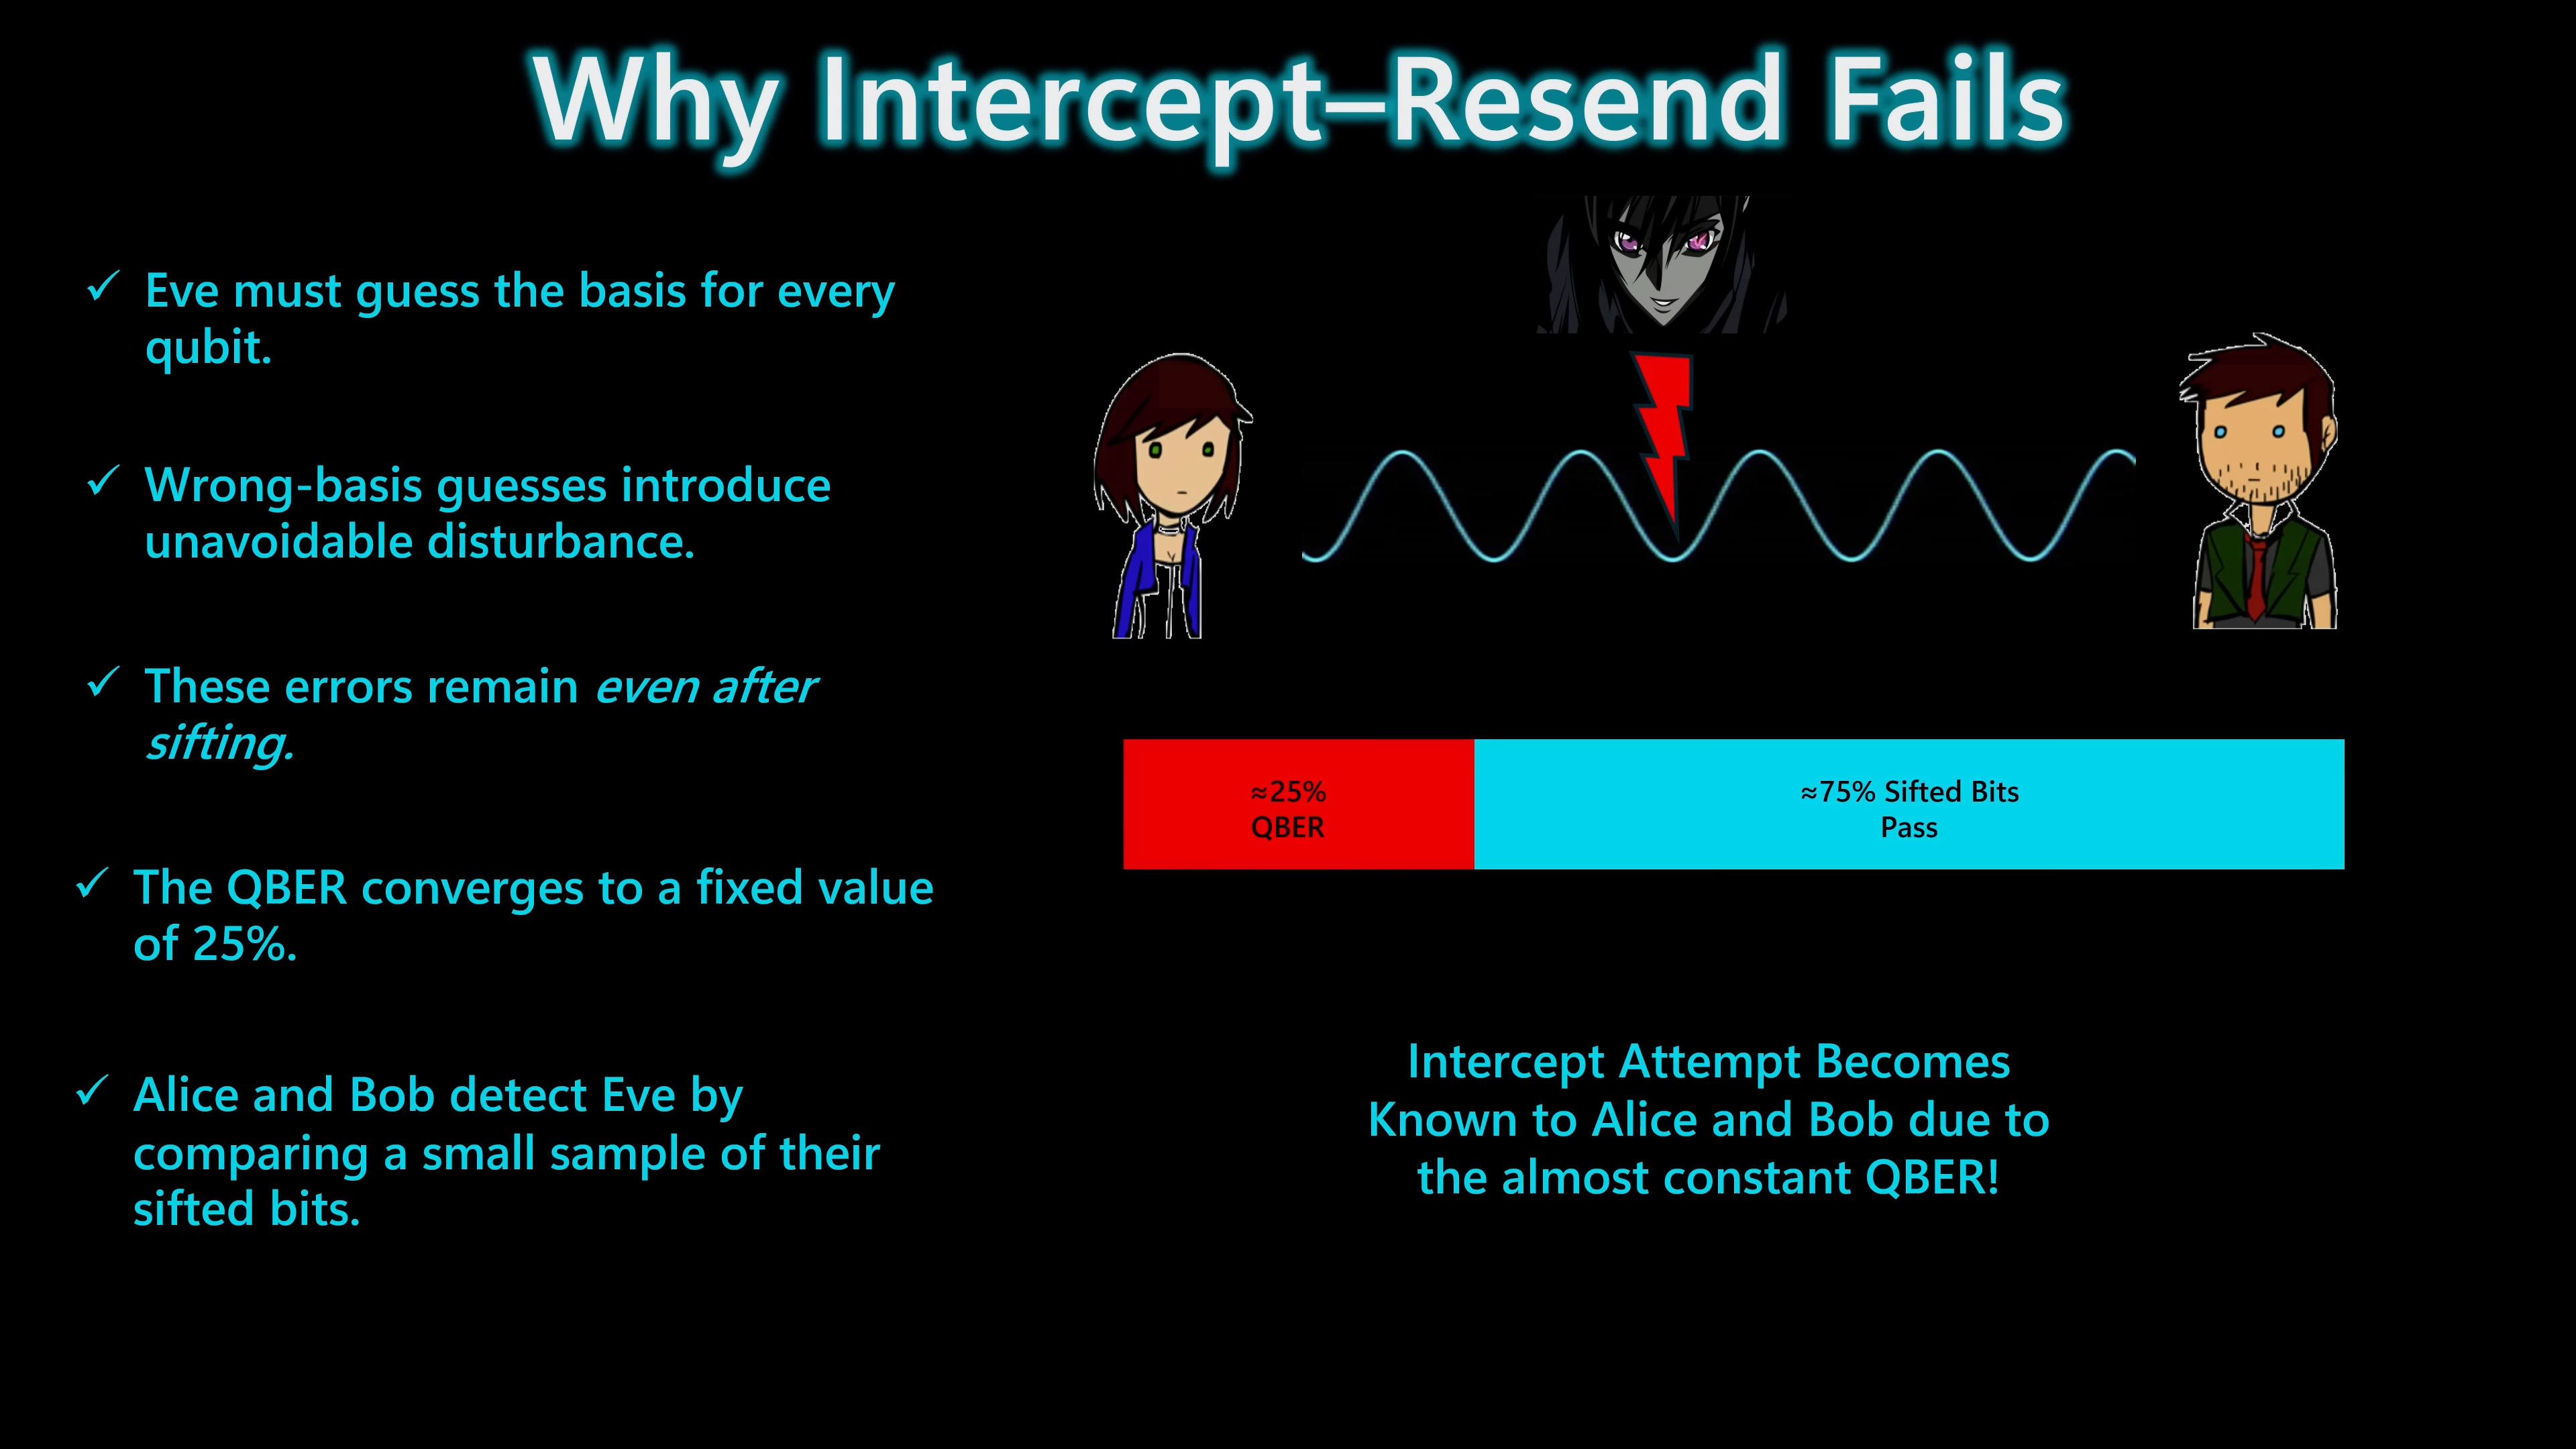 Why Intercept–Resend Fails
✓ Eve must guess the basis for every
qubit.
✓ Wrong-basis guesses introduce
unavoidable disturbance.
✓ These errors remain even after
sifting.
✓ The QBER converges to a fixed value
of 25%.
✓ Alice and Bob detect Eve by
comparing a small sample of their
sifted bits.
≈25%
QBER
≈75% Sifted Bits
Pass
Intercept Attempt Becomes
Known to Alice and Bob due to
the almost constant QBER!